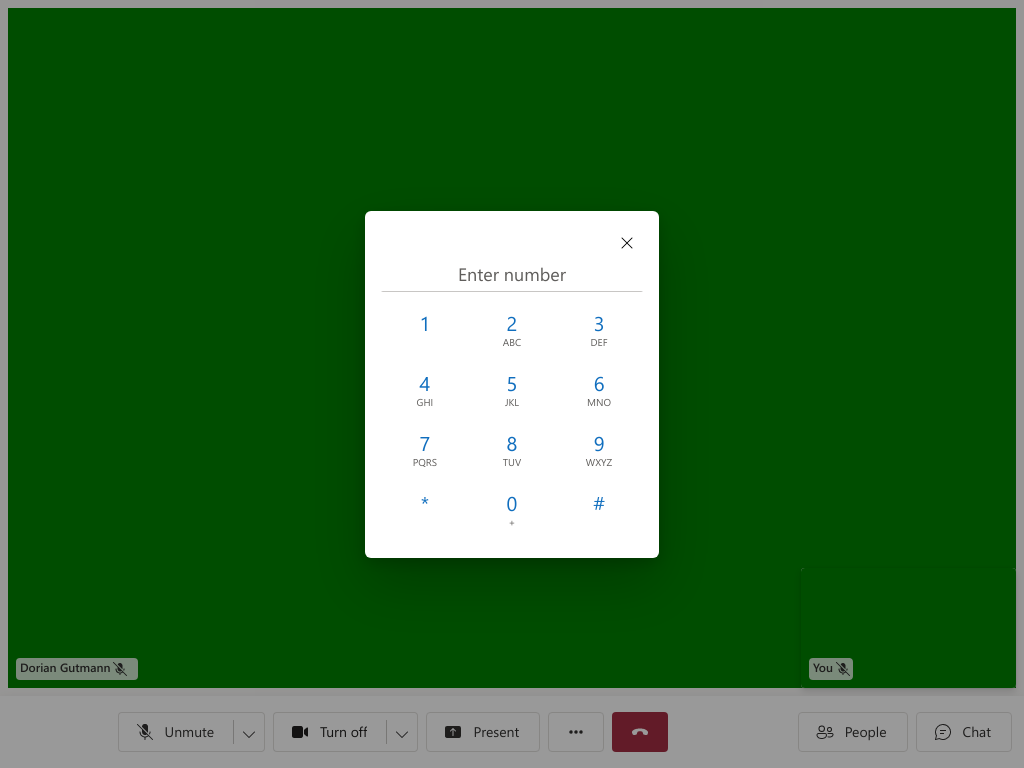 Enter number
1
2
3
ABC
DEF
4
5
6
GHI
JKL
MNO
7
8
9
PQRS
TUV
WXYZ
*
0
#
+
Dorian Gutmann
You
Unmute
Turn off
Present
People
Chat